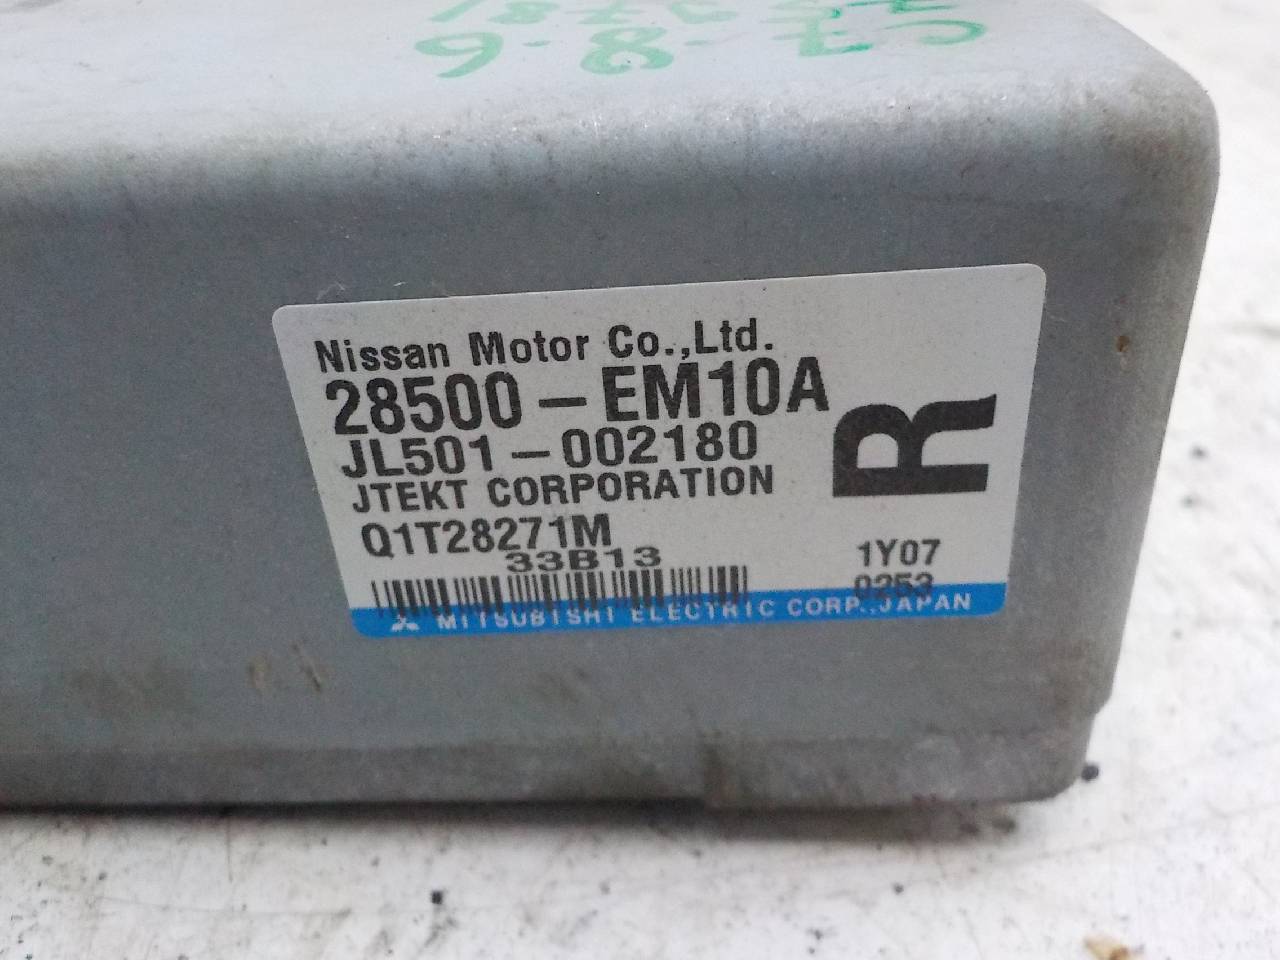 Nissan Motor Co.,Ltd.
28500-EM10A
JL501-002180
JTEKT CORPORATION
Q1T28271M
33B13
R
1Y07
0253
MITSUBISHI ELECTRIC CORP.,JAPAN